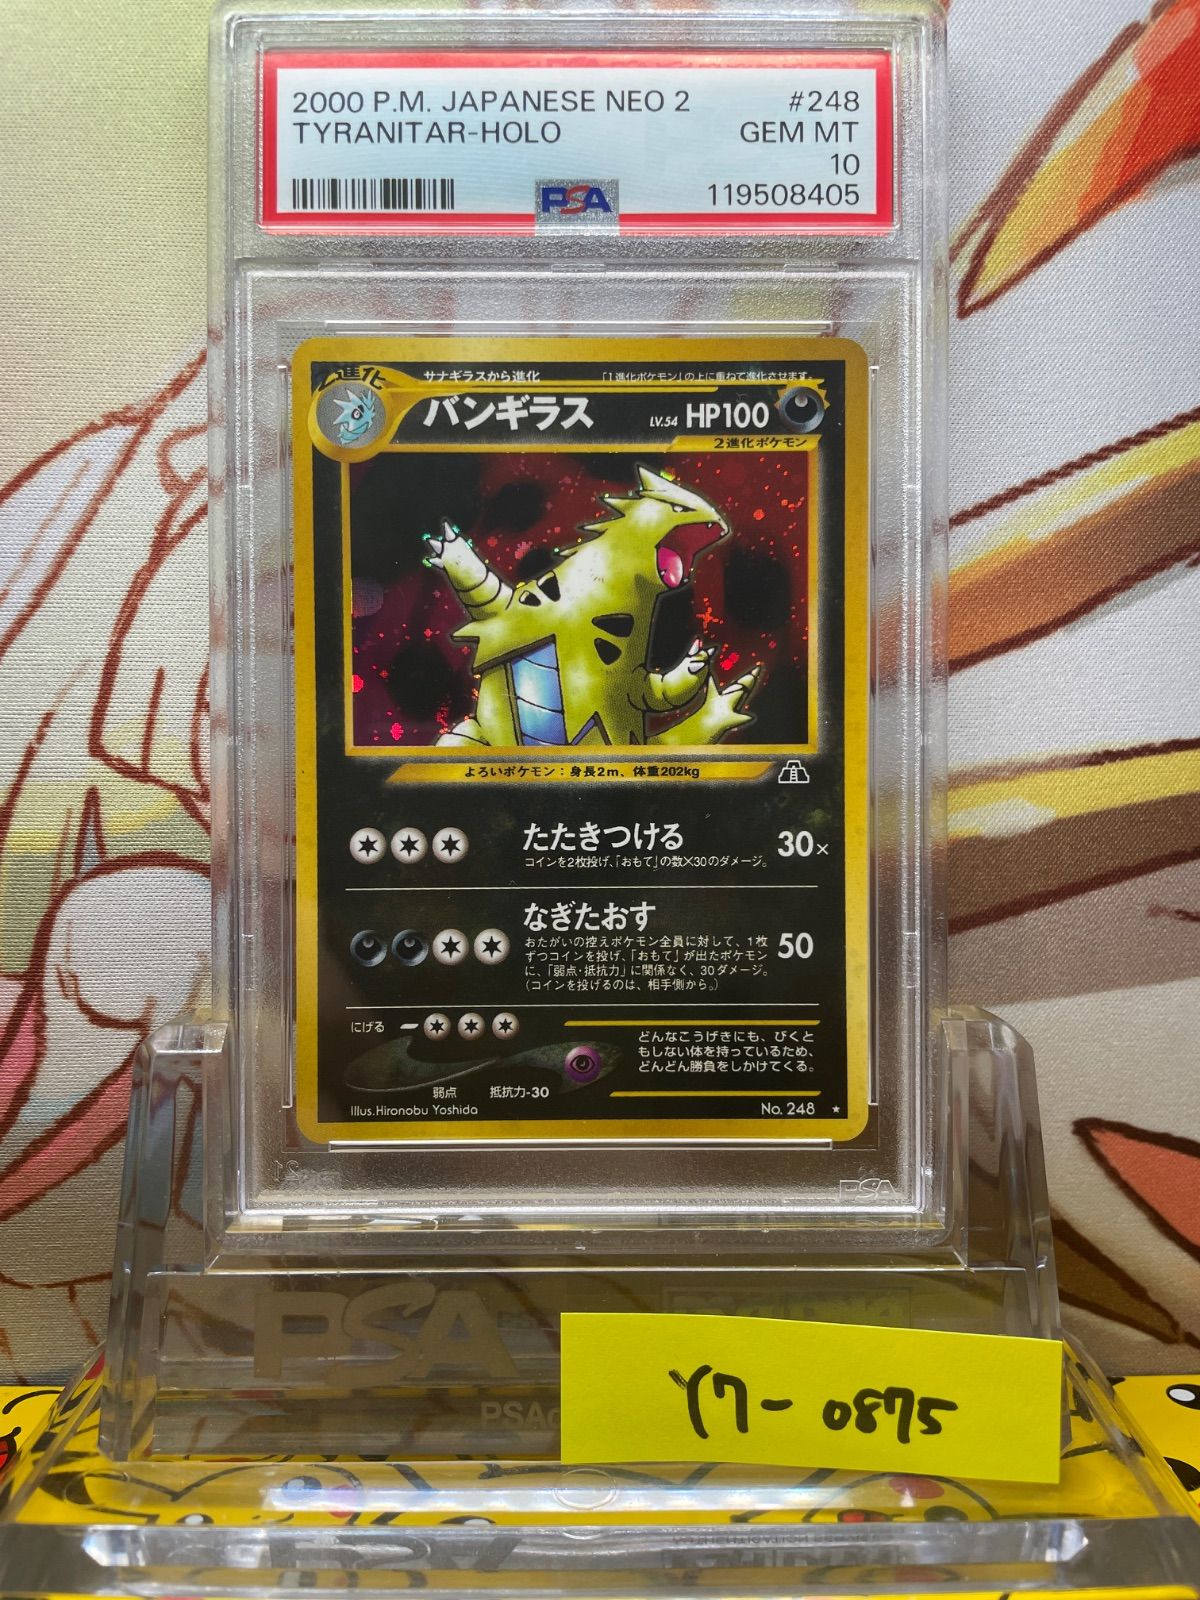 2000 P.M. JAPANESE NEO 2 #248
TYRANITAR-HOLO GEM MT
10
PSA 119508405
2進化
サナギラスから進化 「1進化ポケモン」の上に重ねて進化させます。
バンギラス LV.54 HP100
2進化ポケモン
よろいポケモン：身長2m、体重202kg
たたきつける 30×
コインを2枚投げ、「おもて」の数×30のダメージ。
なぎたおす 50
おたがいの控えポケモン全員に対して、1枚
ずつコインを投げ、「おもて」が出たポケモン
に、「弱点・抵抗力」に関係なく、30ダメージ。
（コインを投げるのは、相手側から。）
にげる
どんなこうげきにも、びくと
もしない体を持っているため、
どんどん勝負をしかけてくる。
弱点 抵抗力-30
Illus.Hironobu Yoshida No. 248 ★
PSA
PSA
Y7-0875